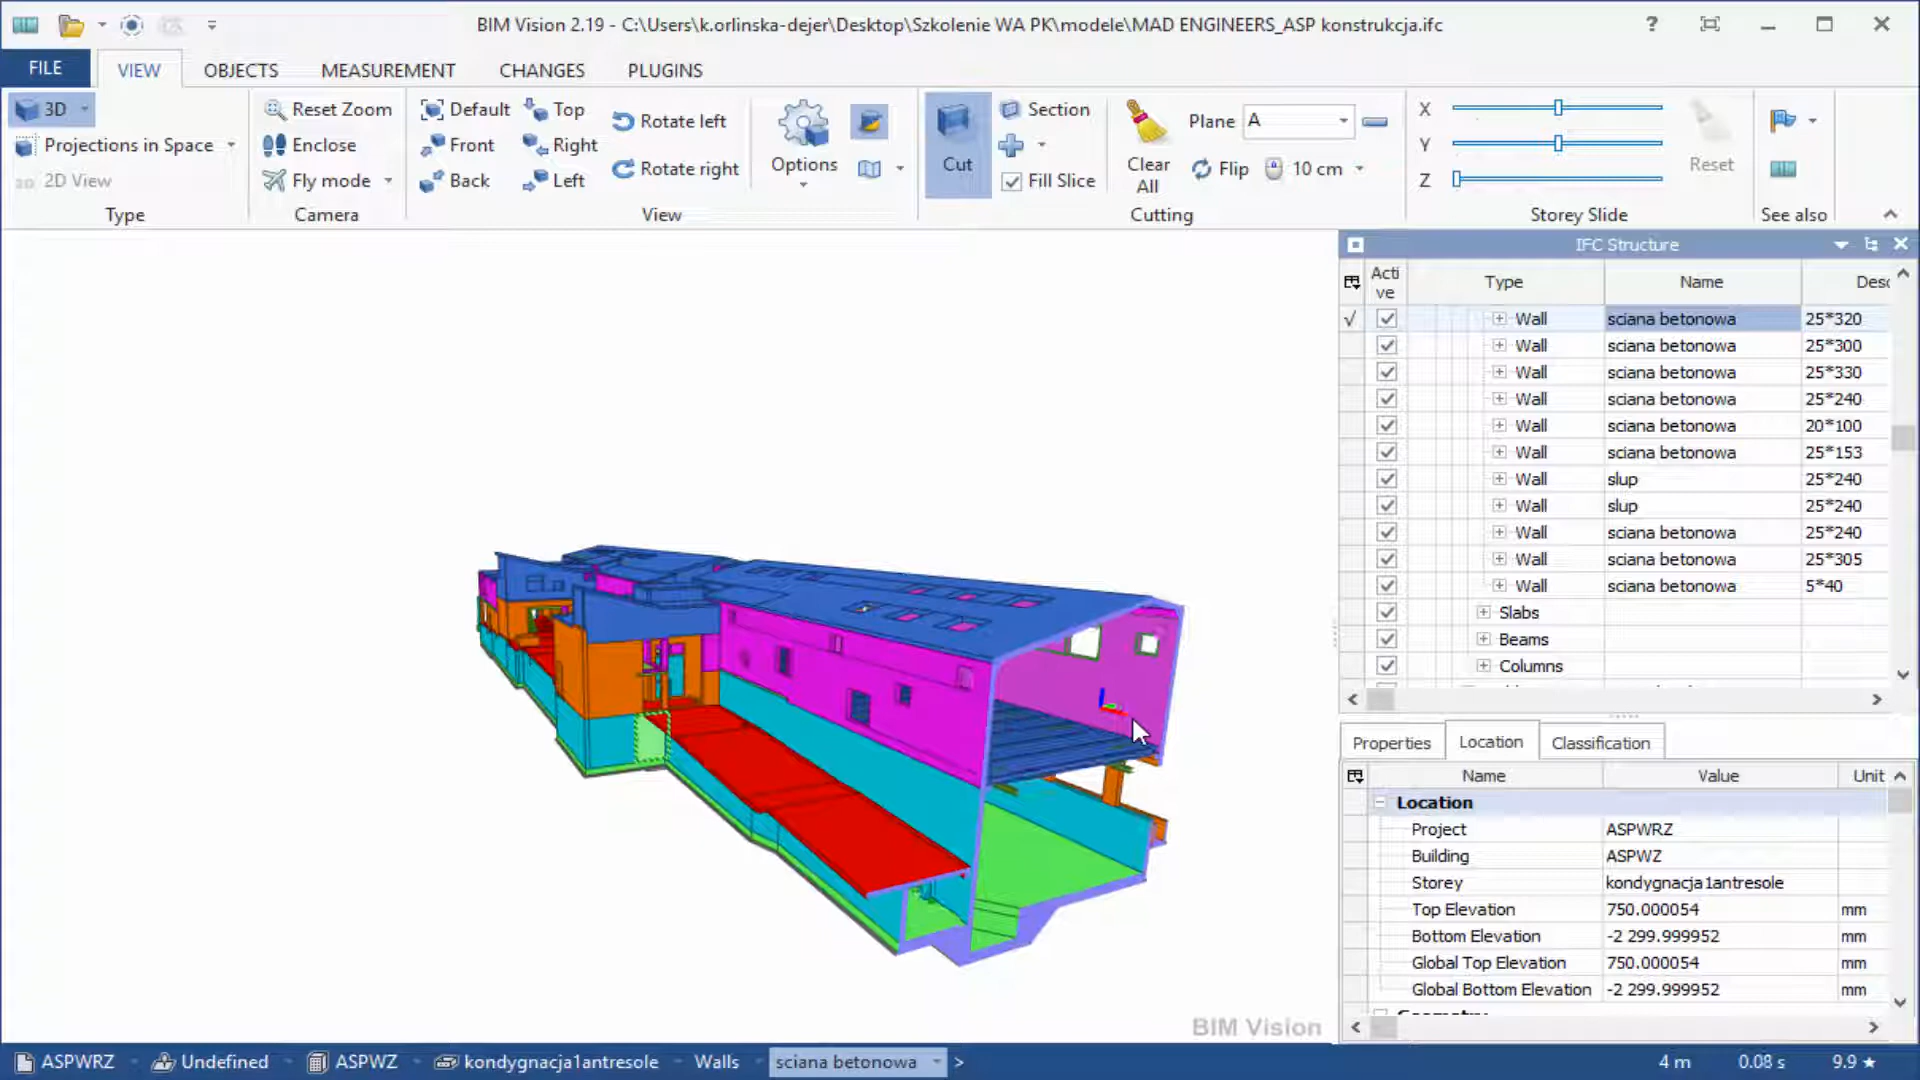 BIM Vision 2.19 - C:\Users\k.orlinska-dejer\Desktop\Szkolenie WA PK\modele\MAD ENGINEERS_ASP konstrukcja.ifc
?
FILE VIEW OBJECTS MEASUREMENT CHANGES PLUGINS
3D
Projections in Space
2D View
Type
Reset Zoom
Enclose
Fly mode
Camera
Default
Front
Back
Top
Right
Left
Rotate left
Rotate right
Options
View
Cut
Section
Fill Slice
Clear All
Plane A
Flip 10 cm
Cutting
X
Y
Z
Reset
Storey Slide
See also
IFC Structure
Active Type Name Desc
√ Wall sciana betonowa 25*320
Wall sciana betonowa 25*300
Wall sciana betonowa 25*330
Wall sciana betonowa 25*240
Wall sciana betonowa 20*100
Wall sciana betonowa 25*153
Wall slup 25*240
Wall slup 25*240
Wall sciana betonowa 25*240
Wall sciana betonowa 25*305
Wall sciana betonowa 5*40
Slabs
Beams
Columns
Properties Location Classification
Name Value Unit
Location
Project ASPWRZ
Building ASPWZ
Storey kondygnacja1antresole
Top Elevation 750.000054 mm
Bottom Elevation -2 299.999952 mm
Global Top Elevation 750.000054 mm
Global Bottom Elevation -2 299.999952 mm
BIM Vision
ASPWRZ Undefined ASPWZ kondygnacja1antresole Walls sciana betonowa > 4 m 0.08 s 9.9 ★